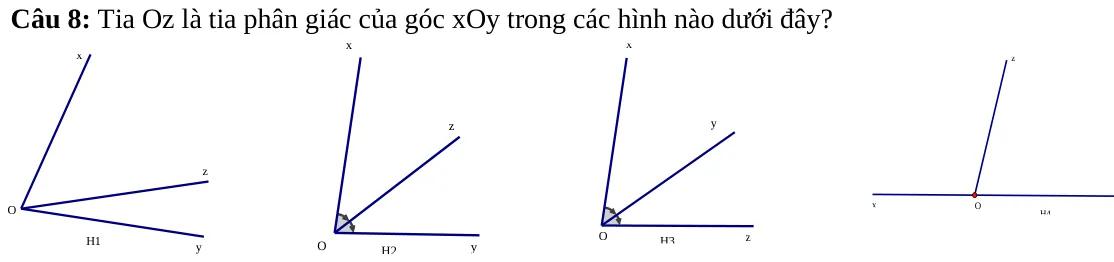 Câu 8: Tia Oz là tia phân giác của góc xOy trong các hình nào dưới đây?
x
z
O
H1
y
x
z
O
H2
y
x
y
O
H3
z
z
x
O
H4